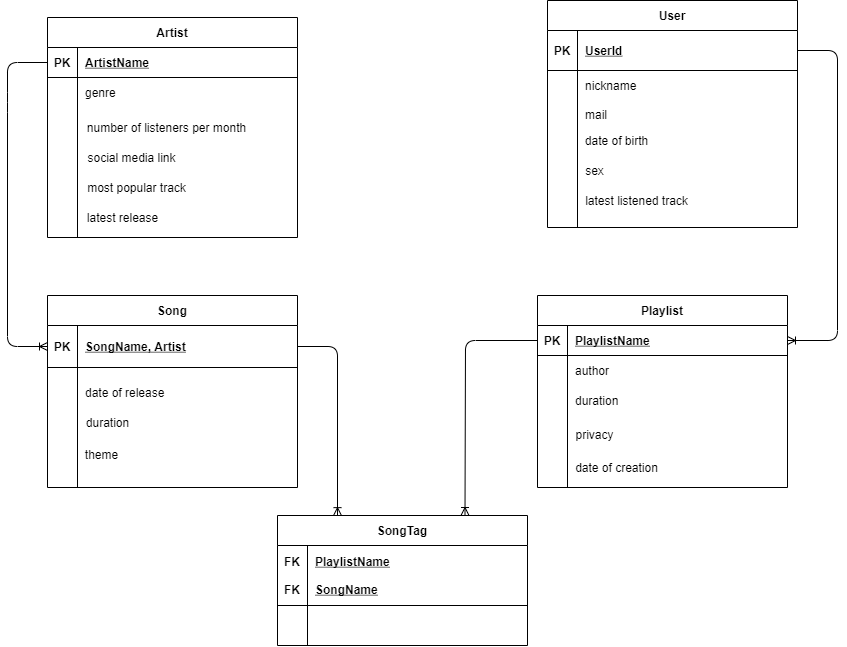 Artist
PK ArtistName
genre
number of listeners per month
social media link
most popular track
latest release
User
PK UserId
nickname
mail
date of birth
sex
latest listened track
Song
PK SongName, Artist
date of release
duration
theme
Playlist
PK PlaylistName
author
duration
privacy
date of creation
SongTag
FK PlaylistName
FK SongName